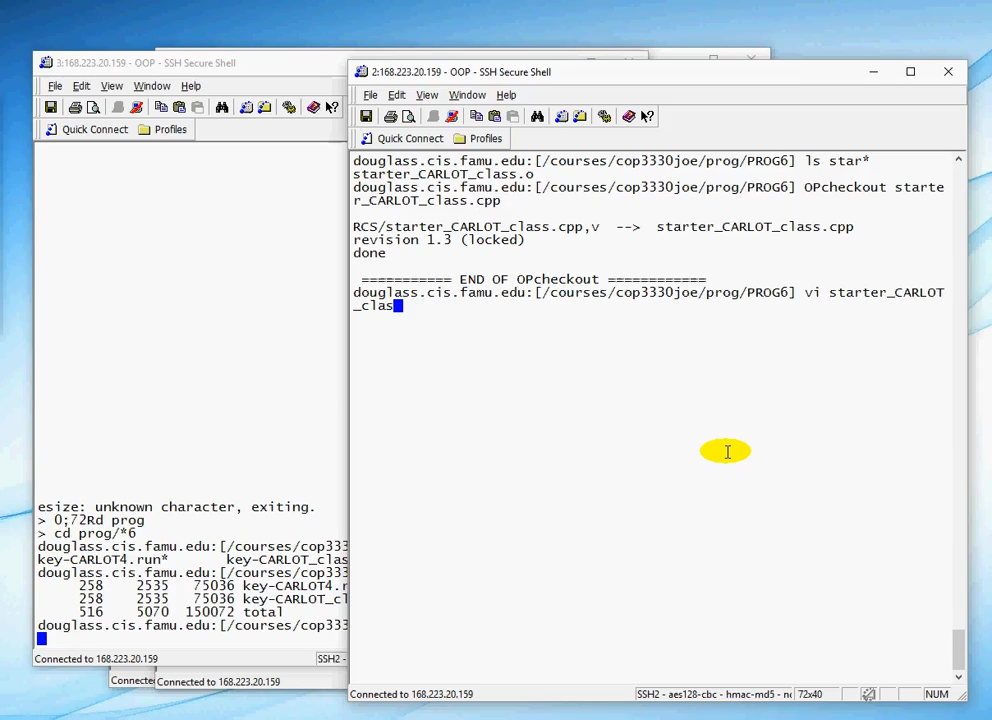 3:168.223.20.159 - OOP - SSH Secure Shell
File Edit View Window Help
Quick Connect Profiles
esize: unknown character, exiting.
> 0;72Rd prog
> cd prog/*6
douglass.cis.famu.edu:[/courses/cop333
key-CARLOT4.run* key-CARLOT_clas
douglass.cis.famu.edu:[/courses/cop333
258 2535 75036 key-CARLOT4.r
258 2535 75036 key-CARLOT_cl
516 5070 150072 total
douglass.cis.famu.edu:[/courses/cop333
Connected to 168.223.20.159 SSH2 -
Connecte
Connected to 168.223.20.159
2:168.223.20.159 - OOP - SSH Secure Shell
File Edit View Window Help
Quick Connect Profiles
douglass.cis.famu.edu:[/courses/cop3330joe/prog/PROG6] ls star*
starter_CARLOT_class.o
douglass.cis.famu.edu:[/courses/cop3330joe/prog/PROG6] OPcheckout starte
r_CARLOT_class.cpp
RCS/starter_CARLOT_class.cpp,v --> starter_CARLOT_class.cpp
revision 1.3 (locked)
done
=========== END OF OPcheckout ============
douglass.cis.famu.edu:[/courses/cop3330joe/prog/PROG6] vi starter_CARLOT
_clas
Connected to 168.223.20.159 SSH2 - aes128-cbc - hmac-md5 - n 72x40 NUM